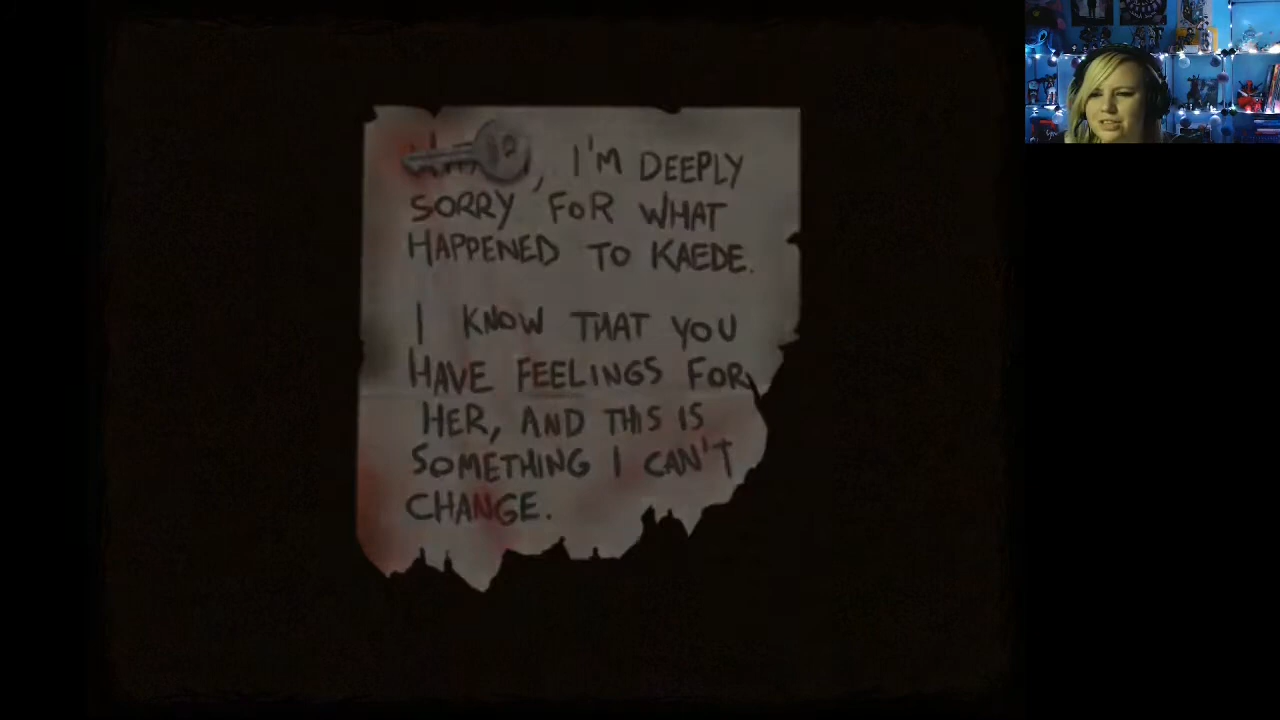 , I'M DEEPLY
SORRY FOR WHAT
HAPPENED TO KAEDE.
I KNOW THAT YOU
HAVE FEELINGS FOR
HER, AND THIS IS
SOMETHING I CAN'T
CHANGE.